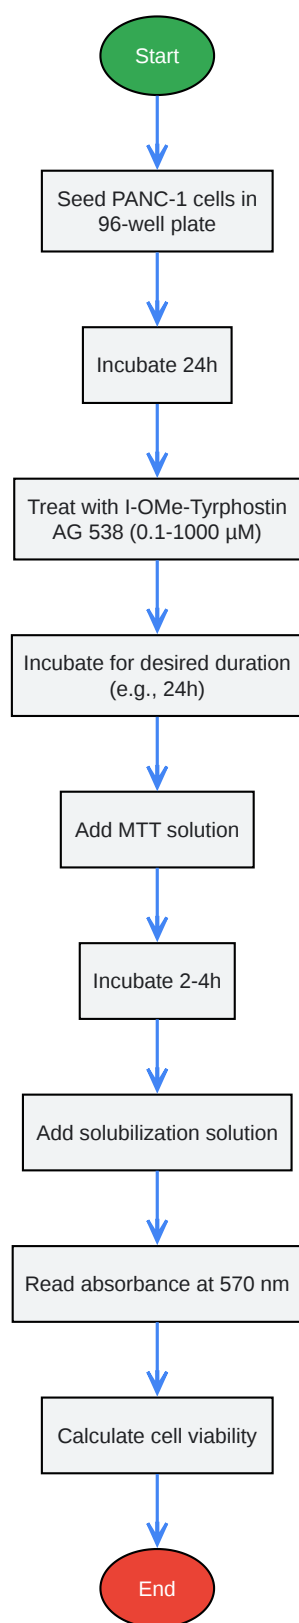 Start
Seed PANC-1 cells in
96-well plate
Incubate 24h
Treat with I-OMe-Tyrphostin
AG 538 (0.1-1000 µM)
Incubate for desired duration
(e.g., 24h)
Add MTT solution
Incubate 2-4h
Add solubilization solution
Read absorbance at 570 nm
Calculate cell viability
End